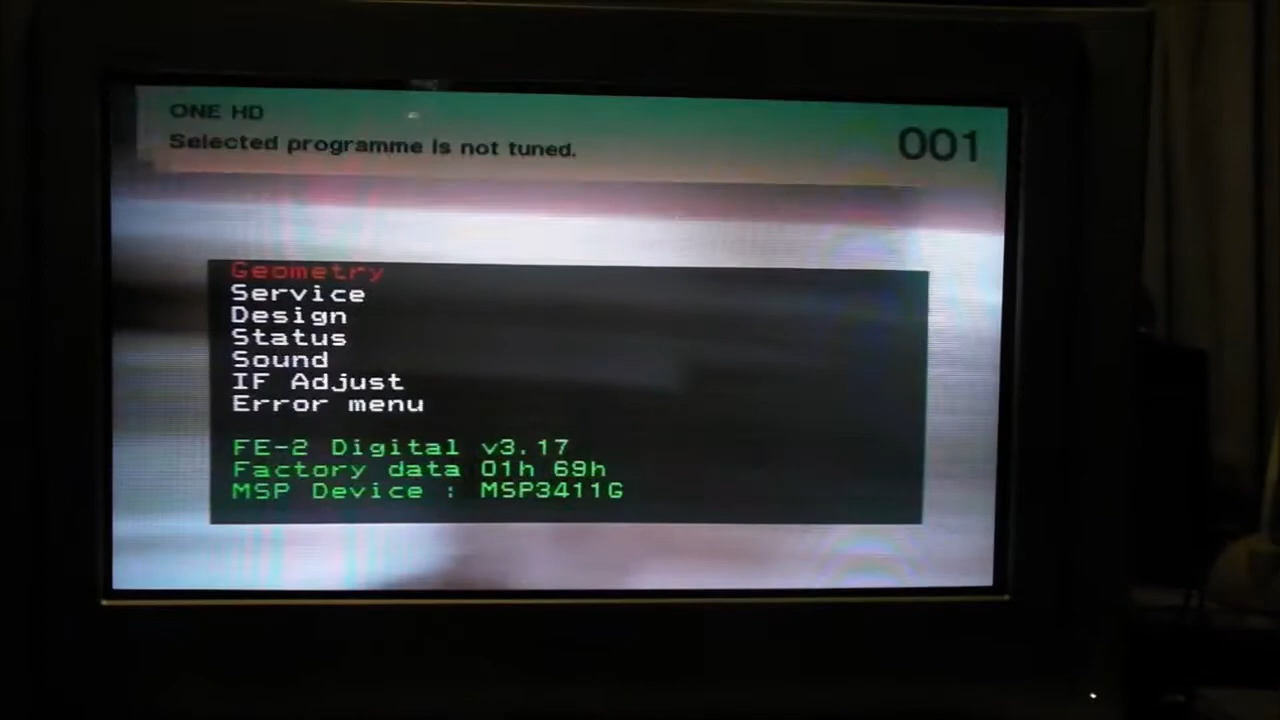 ONE HD
Selected programme is not tuned.
001
Geometry
Service
Design
Status
Sound
IF Adjust
Error menu
FE-2 Digital v3.17
Factory data 01h 69h
MSP Device : MSP3411G